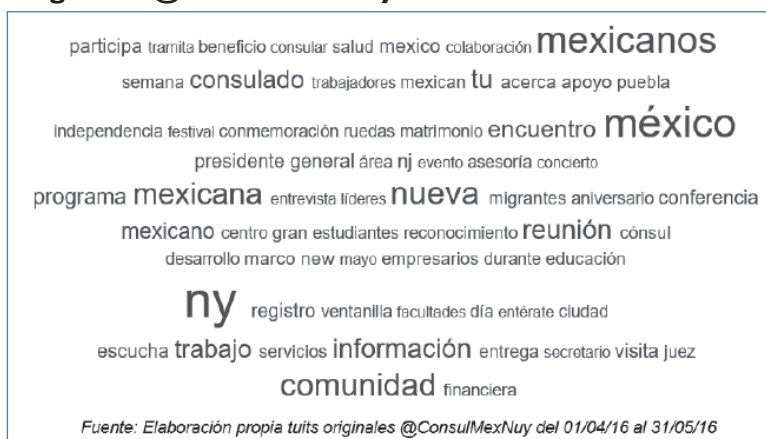 participa tramita beneficio consular salud mexico colaboración mexicanos
semana consulado trabajadores mexican tu acerca apoyo puebla
independencia festival conmemoración ruedas matrimonio encuentro méxico
presidente general área nj evento asesoría concierto
programa mexicana entrevista líderes nueva migrantes aniversario conferencia
mexicano centro gran estudiantes reconocimiento reunión cónsul
desarrollo marco new mayo empresarios durante educación
ny registro ventanilla facultades día entérate ciudad
escucha trabajo servicios información entrega secretario visita juez
comunidad financiera
Fuente: Elaboración propia tuits originales @ConsulMexNuy del 01/04/16 al 31/05/16